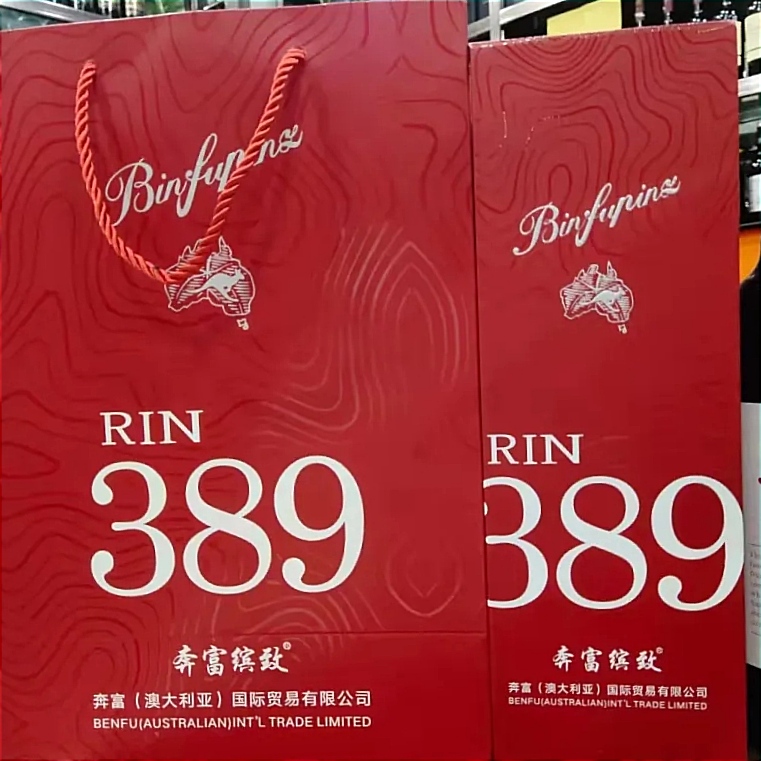 Binfupinz
RIN
389
奔富缤致®
奔富（澳大利亚）国际贸易有限公司
BENFU(AUSTRALIAN)INT'L TRADE LIMITED
Binfupinz
RIN
389
奔富缤致®
奔富（澳大利亚）国际贸易有限公司
BENFU(AUSTRALIAN)INT'L TRADE LIMITED